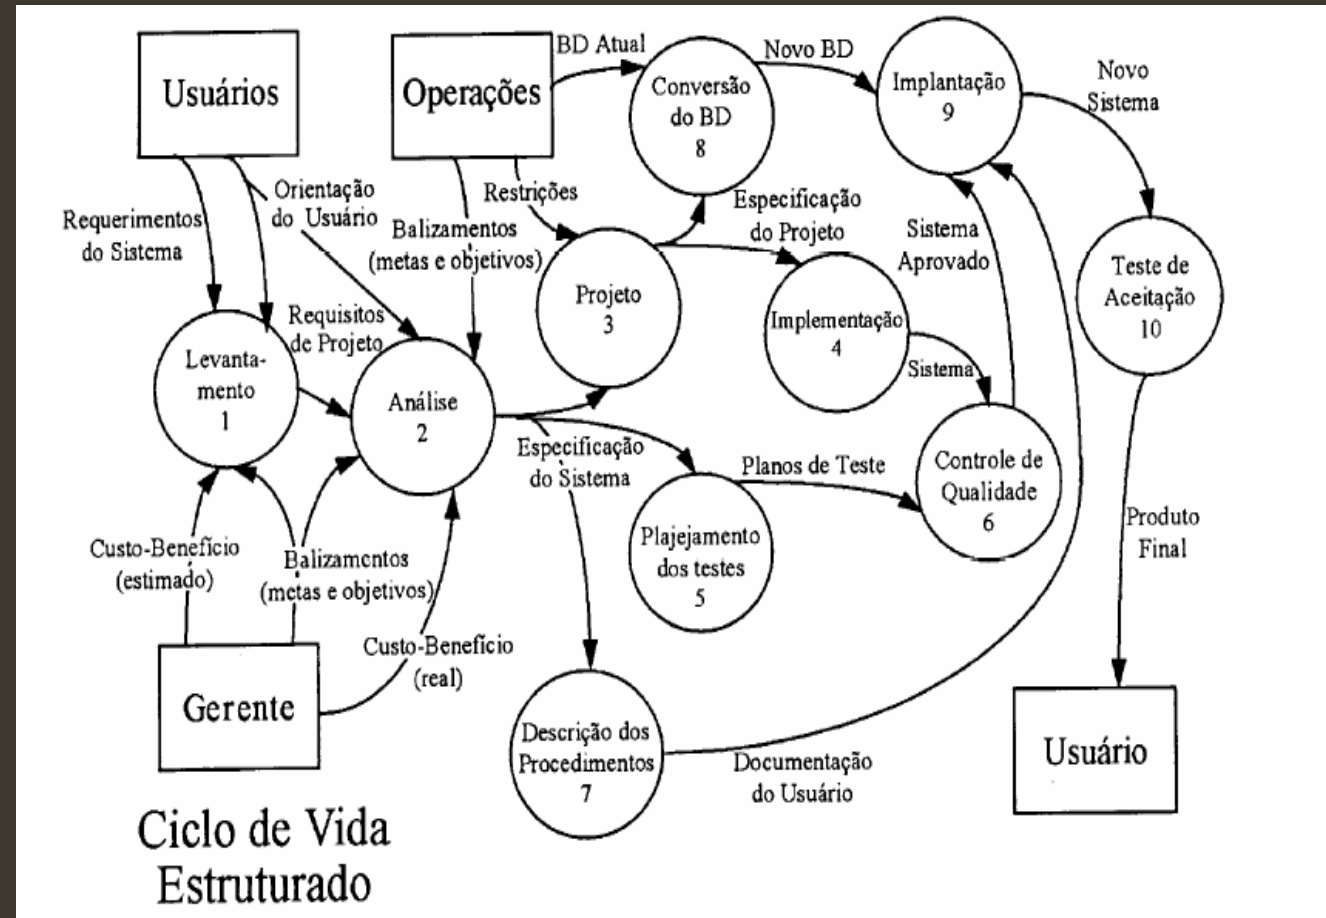 Usuários
Operações
BD Atual
Conversão
do BD
8
Novo BD
Implantação
9
Novo
Sistema
Requerimentos
do Sistema
Orientação
do Usuário
Restrições
Balizamentos
(metas e objetivos)
Especificação
do Projeto
Sistema
Aprovado
Projeto
3
Implementação
4
Teste de
Aceitação
10
Requisitos
de Projeto
Levanta-
mento
1
Análise
2
Sistema
Especificação
do Sistema
Planos de Teste
Controle de
Qualidade
6
Plajejamento
dos testes
5
Produto
Final
Custo-Benefício
(estimado)
Balizamentos
(metas e objetivos)
Custo-Benefício
(real)
Gerente
Descrição dos
Procedimentos
7
Documentação
do Usuário
Usuário
Ciclo de Vida
Estruturado